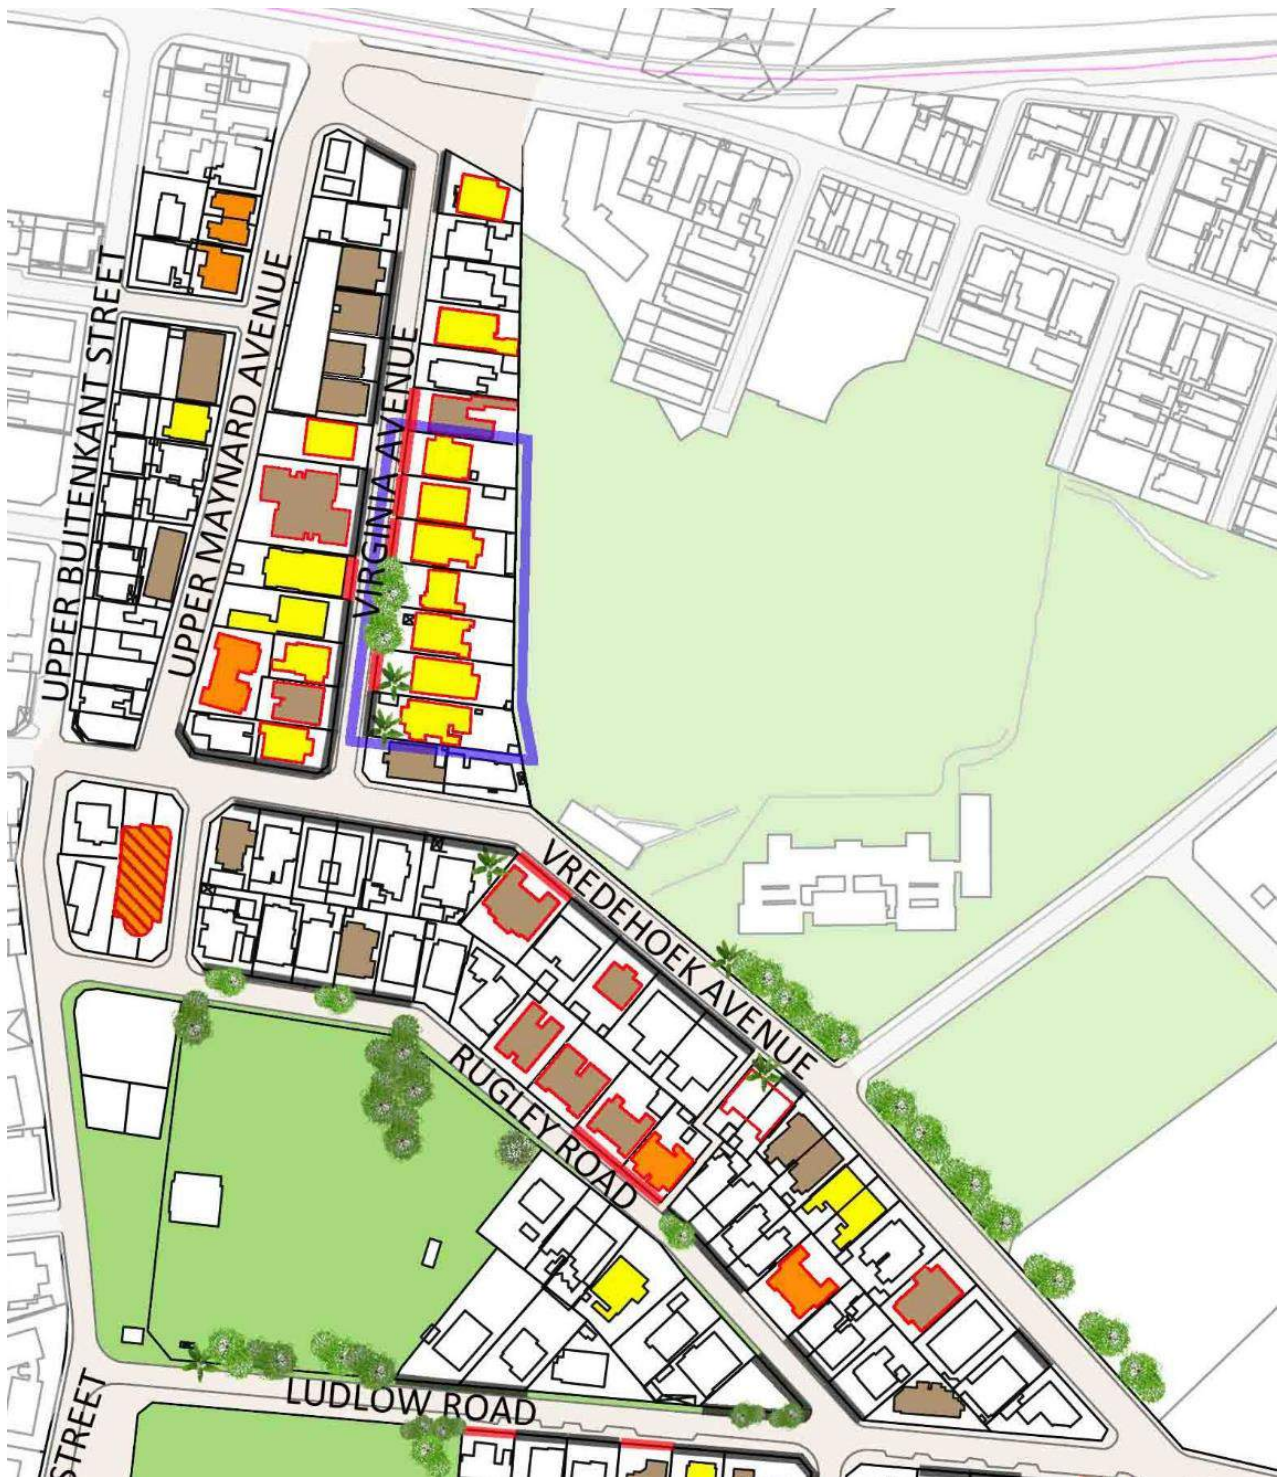 UPPER BUITENKANT STREET
UPPER MAYNARD AVENUE
VIRGINIA AVENUE
VREDEHOEK AVENUE
RUGLEY ROAD
LUDLOW ROAD
STREET